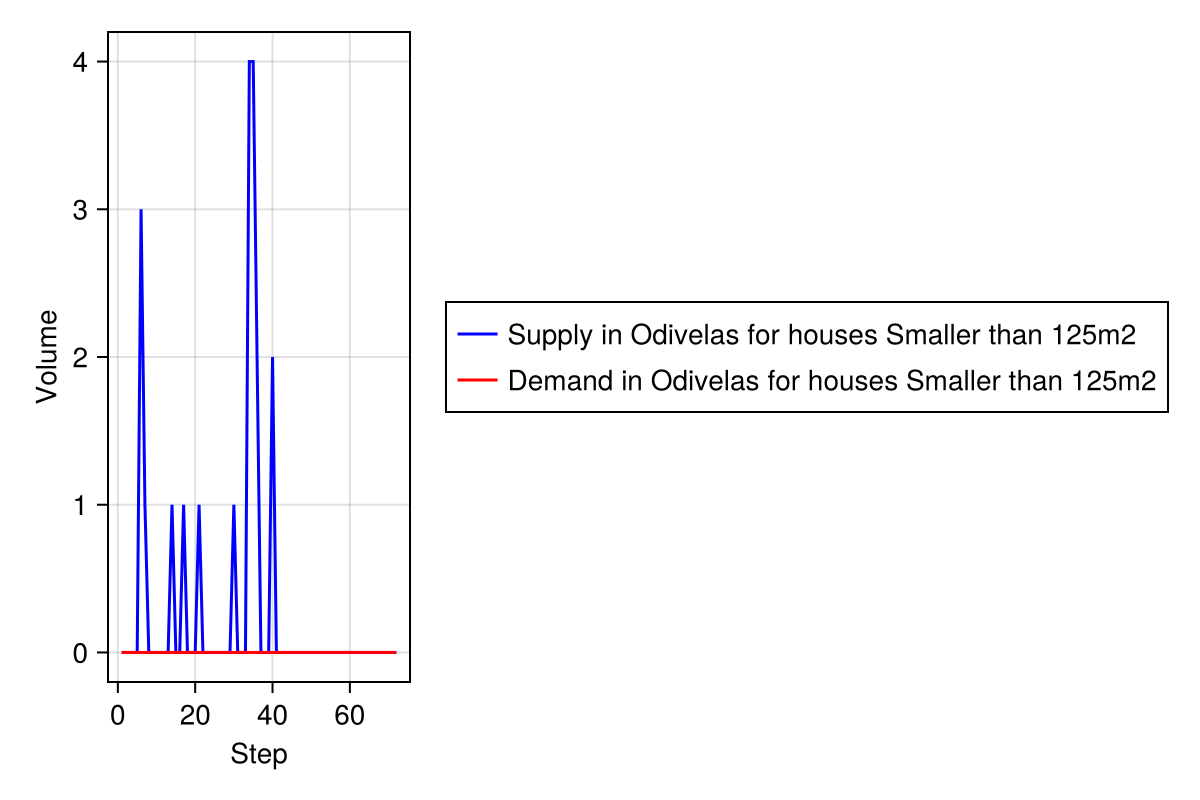 4
3
2
1
0
Volume
0 20 40 60
Step
Supply in Odivelas for houses Smaller than 125m2
Demand in Odivelas for houses Smaller than 125m2